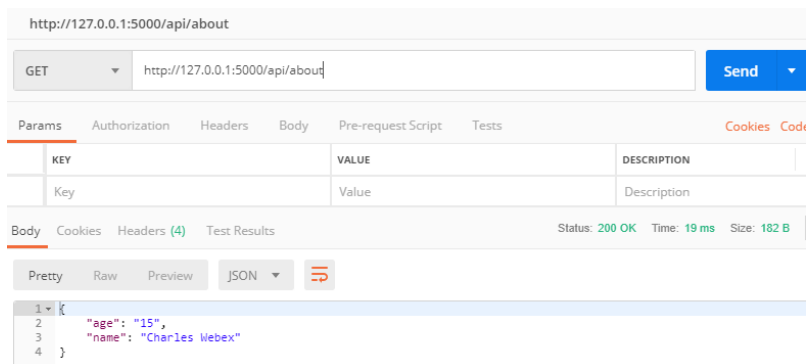 http://127.0.0.1:5000/api/about
GET http://127.0.0.1:5000/api/about Send
Params Authorization Headers Body Pre-request Script Tests Cookies Code
KEY VALUE DESCRIPTION
Key Value Description
Body Cookies Headers (4) Test Results Status: 200 OK Time: 19 ms Size: 182 B
Pretty Raw Preview JSON
1 {
2 "age": "15",
3 "name": "Charles Webex"
4 }